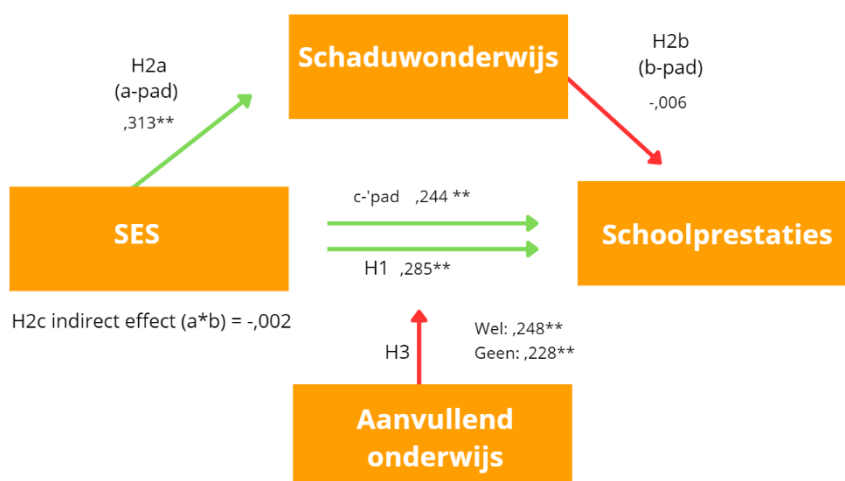 Schaduwonderwijs
H2a
(a-pad)
,313**
H2b
(b-pad)
-,006
SES
c-'pad ,244 **
H1 ,285**
Schoolprestaties
H2c indirect effect (a*b) = -,002
H3
Wel: ,248**
Geen: ,228**
Aanvullend
onderwijs